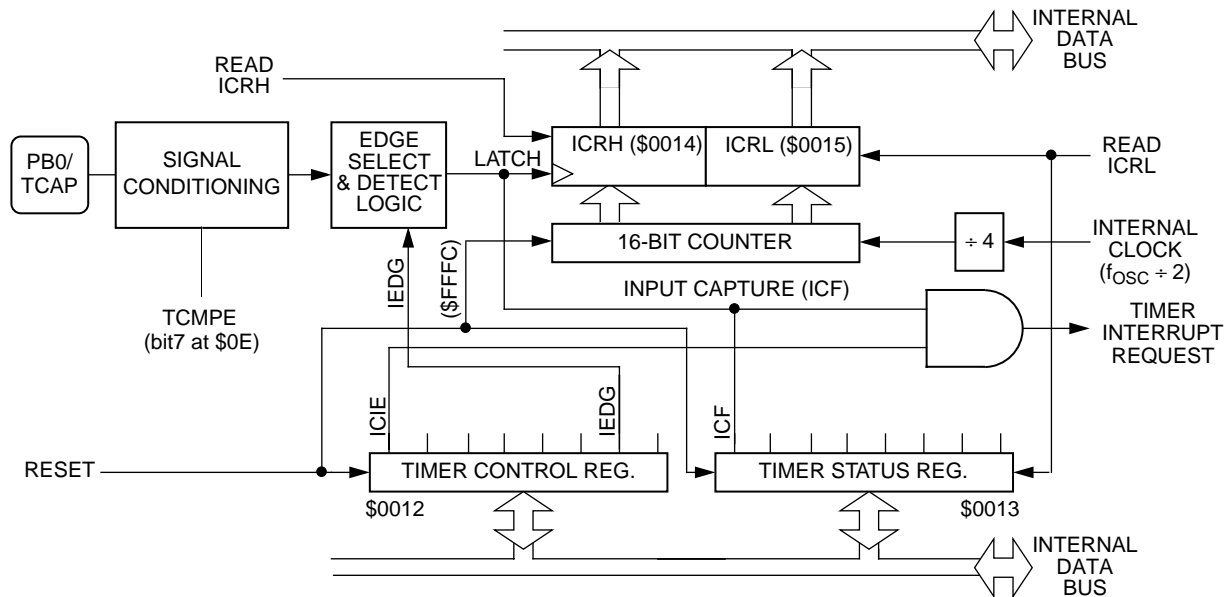 INTERNAL
DATA
BUS
READ
ICRH
ICRH ($0014)
ICRL ($0015)
READ
ICRL
PB0/
TCAP
SIGNAL
CONDITIONING
EDGE
SELECT
& DETECT
LOGIC
LATCH
16-BIT COUNTER
÷ 4
INTERNAL
CLOCK
(fOSC ÷ 2)
IEDG
($FFFC)
INPUT CAPTURE (ICF)
TCMPE
(bit7 at $0E)
TIMER
INTERRUPT
REQUEST
ICIE
IEDG
ICF
RESET
TIMER CONTROL REG.
TIMER STATUS REG.
$0012
$0013
INTERNAL
DATA
BUS